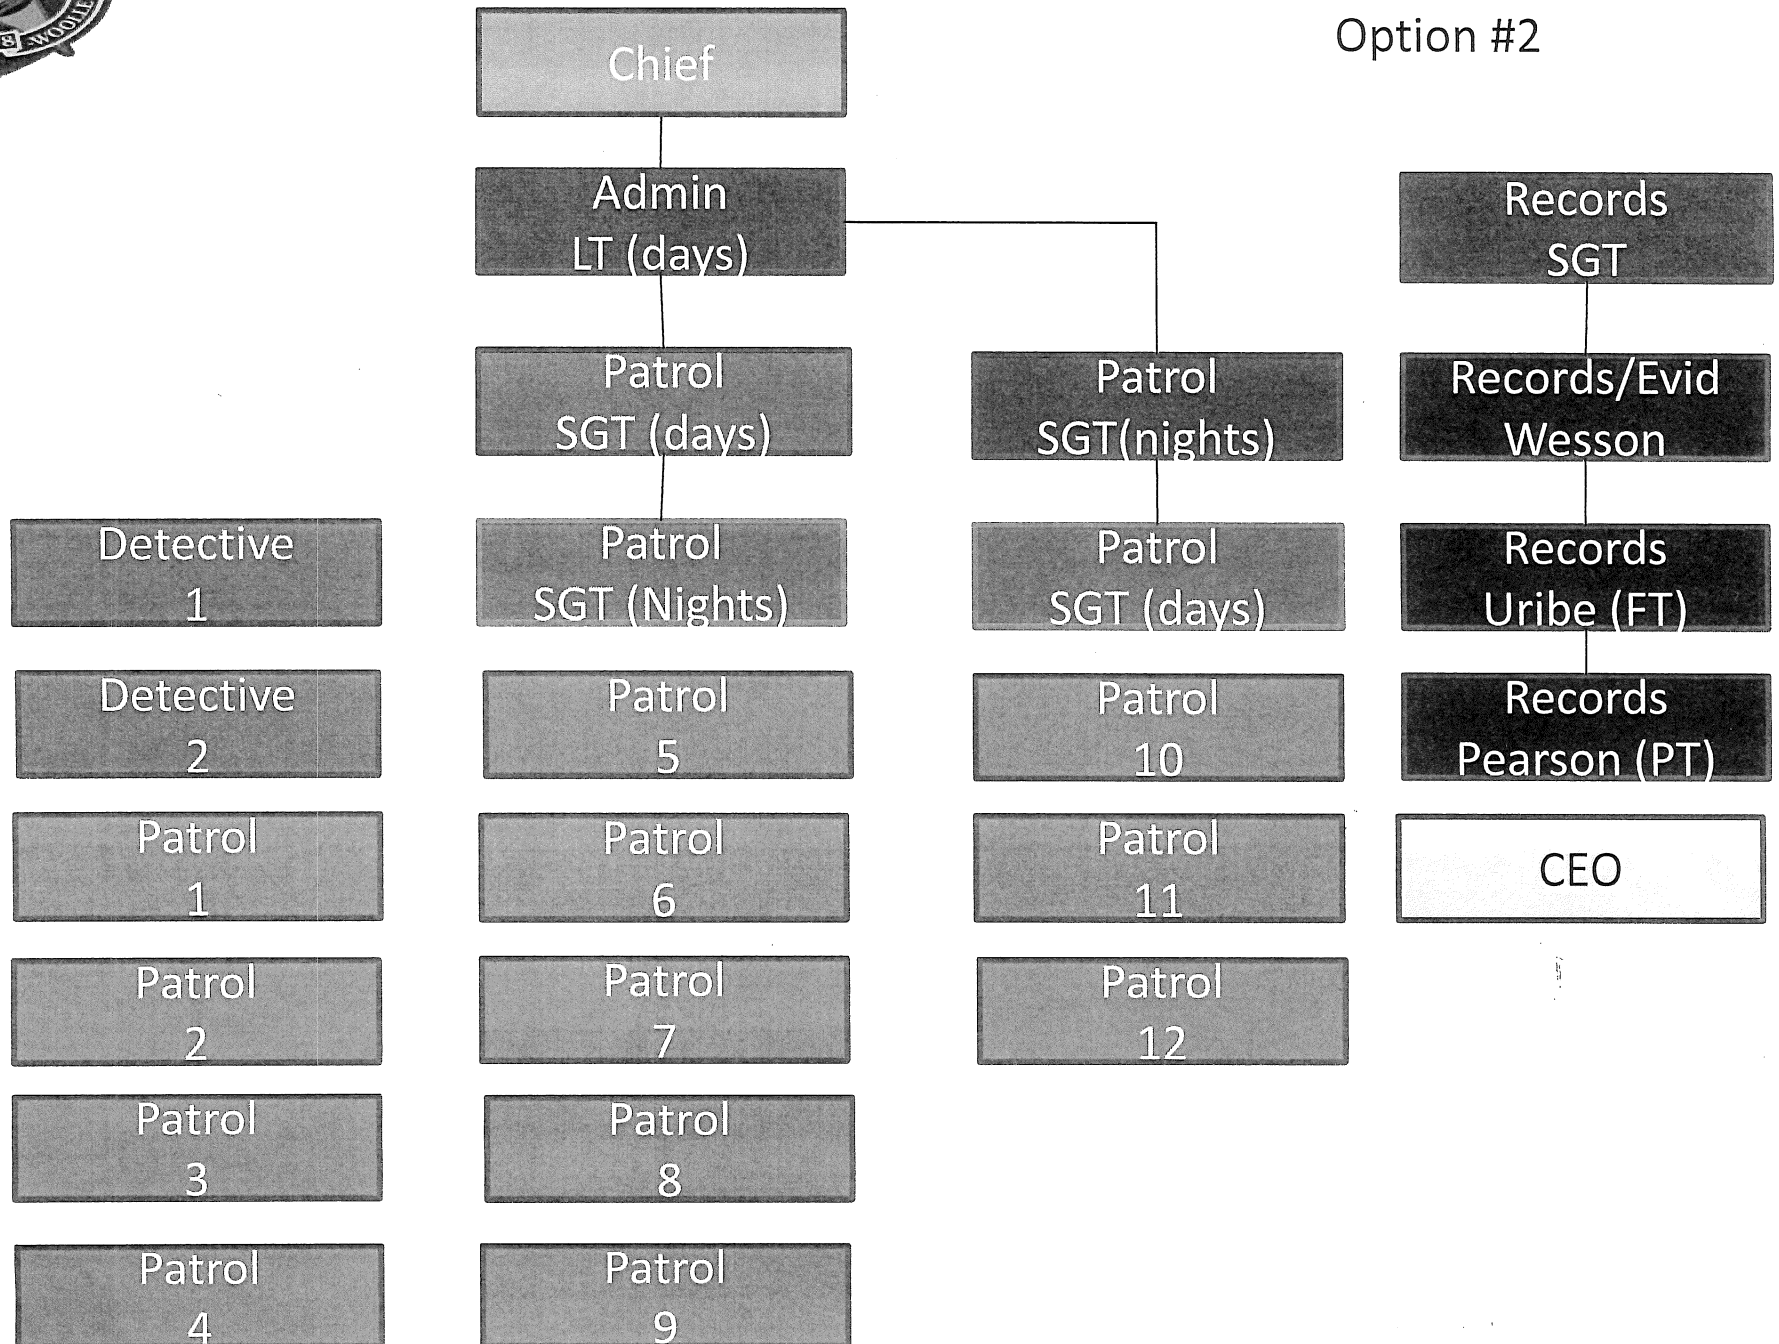 8
Option #2
Chief
Admin
LT (days)
Records
SGT
Patrol
SGT (days)
Patrol
SGT(nights)
Records/Evid
Wesson
Detective
1
Patrol
SGT (Nights)
Patrol
SGT (days)
Records
Uribe (FT)
Detective
2
Patrol
5
Patrol
10
Records
Pearson (PT)
Patrol
1
Patrol
6
Patrol
11
CEO
Patrol
2
Patrol
7
Patrol
12
Patrol
3
Patrol
8
Patrol
4
Patrol
9